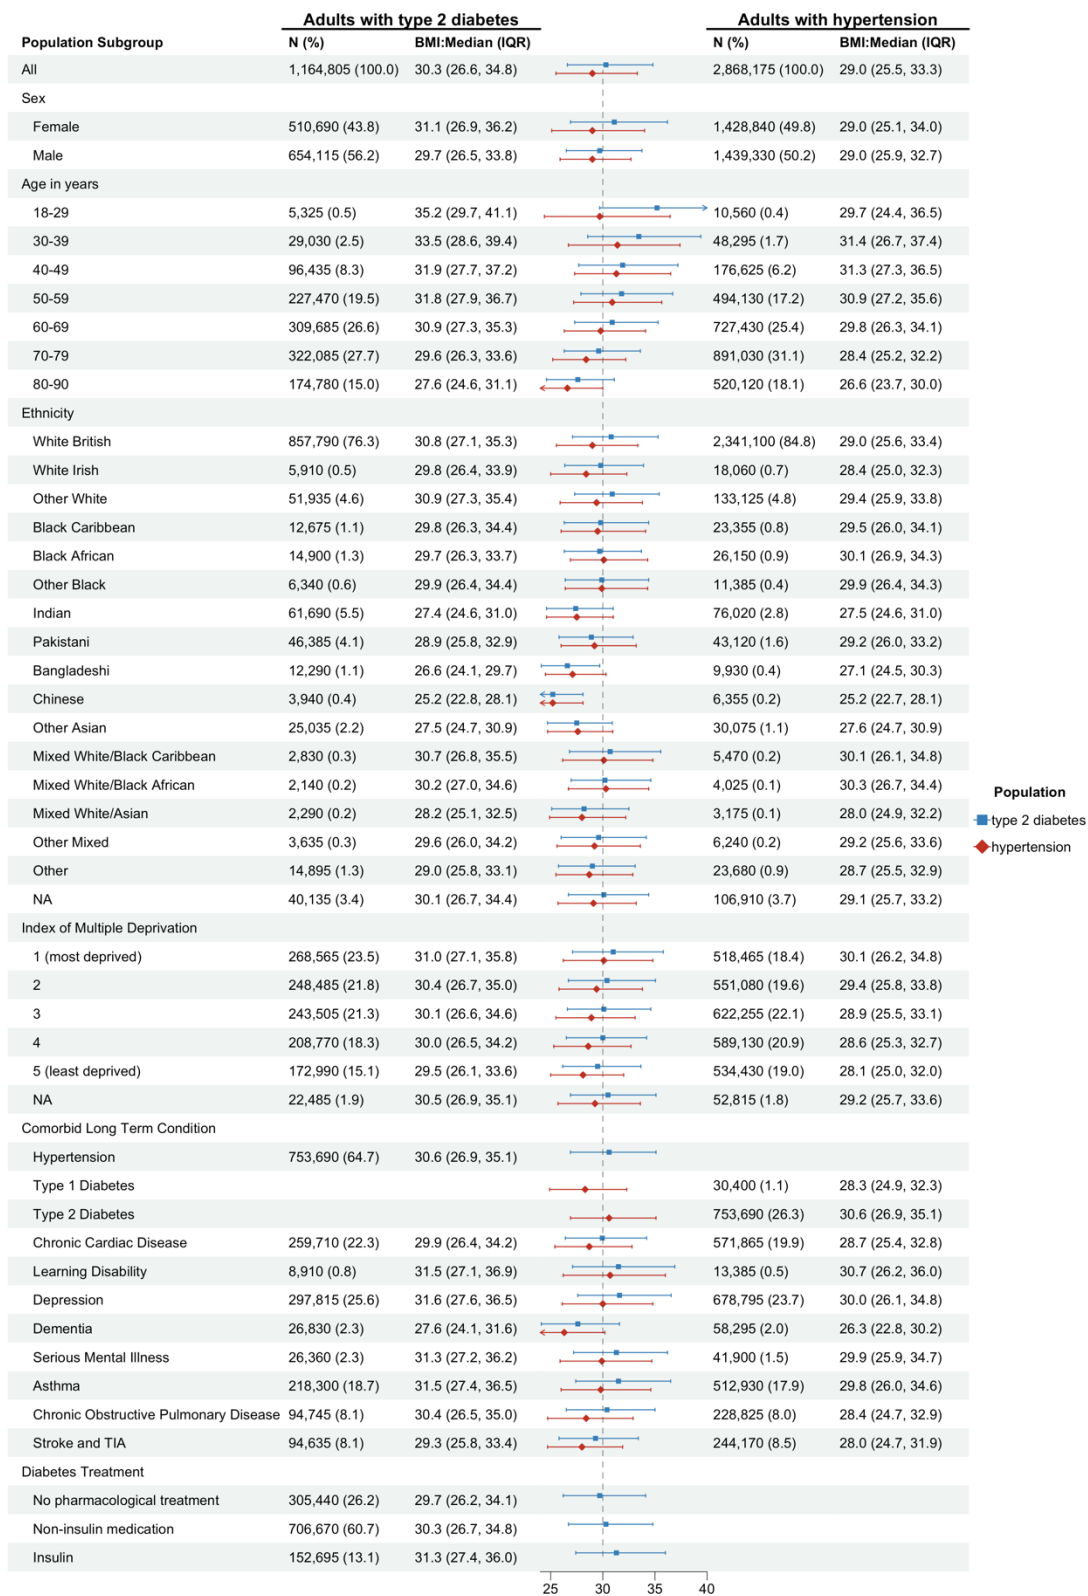 Adults with type 2 diabetes Adults with hypertension
Population Subgroup N (%) BMI:Median (IQR) N (%) BMI:Median (IQR)
All 1,164,805 (100.0) 30.3 (26.6, 34.8) 2,868,175 (100.0) 29.0 (25.5, 33.3)
Sex
Female 510,690 (43.8) 31.1 (26.9, 36.2) 1,428,840 (49.8) 29.0 (25.1, 34.0)
Male 654,115 (56.2) 29.7 (26.5, 33.8) 1,439,330 (50.2) 29.0 (25.9, 32.7)
Age in years
18-29 5,325 (0.5) 35.2 (29.7, 41.1) 10,560 (0.4) 29.7 (24.4, 36.5)
30-39 29,030 (2.5) 33.5 (28.6, 39.4) 48,295 (1.7) 31.4 (26.7, 37.4)
40-49 96,435 (8.3) 31.9 (27.7, 37.2) 176,625 (6.2) 31.3 (27.3, 36.5)
50-59 227,470 (19.5) 31.8 (27.9, 36.7) 494,130 (17.2) 30.9 (27.2, 35.6)
60-69 309,685 (26.6) 30.9 (27.3, 35.3) 727,430 (25.4) 29.8 (26.3, 34.1)
70-79 322,085 (27.7) 29.6 (26.3, 33.6) 891,030 (31.1) 28.4 (25.2, 32.2)
80-90 174,780 (15.0) 27.6 (24.6, 31.1) 520,120 (18.1) 26.6 (23.7, 30.0)
Ethnicity
White British 857,790 (76.3) 30.8 (27.1, 35.3) 2,341,100 (84.8) 29.0 (25.6, 33.4)
White Irish 5,910 (0.5) 29.8 (26.4, 33.9) 18,060 (0.7) 28.4 (25.0, 32.3)
Other White 51,935 (4.6) 30.9 (27.3, 35.4) 133,125 (4.8) 29.4 (25.9, 33.8)
Black Caribbean 12,675 (1.1) 29.8 (26.3, 34.4) 23,355 (0.8) 29.5 (26.0, 34.1)
Black African 14,900 (1.3) 29.7 (26.3, 33.7) 26,150 (0.9) 30.1 (26.9, 34.3)
Other Black 6,340 (0.6) 29.9 (26.4, 34.4) 11,385 (0.4) 29.9 (26.4, 34.3)
Indian 61,690 (5.5) 27.4 (24.6, 31.0) 76,020 (2.8) 27.5 (24.6, 31.0)
Pakistani 46,385 (4.1) 28.9 (25.8, 32.9) 43,120 (1.6) 29.2 (26.0, 33.2)
Bangladeshi 12,290 (1.1) 26.6 (24.1, 29.7) 9,930 (0.4) 27.1 (24.5, 30.3)
Chinese 3,940 (0.4) 25.2 (22.8, 28.1) 6,355 (0.2) 25.2 (22.7, 28.1)
Other Asian 25,035 (2.2) 27.5 (24.7, 30.9) 30,075 (1.1) 27.6 (24.7, 30.9)
Mixed White/Black Caribbean 2,830 (0.3) 30.7 (26.8, 35.5) 5,470 (0.2) 30.1 (26.1, 34.8)
Mixed White/Black African 2,140 (0.2) 30.2 (27.0, 34.6) 4,025 (0.1) 30.3 (26.7, 34.4)
Population
Mixed White/Asian 2,290 (0.2) 28.2 (25.1, 32.5) 3,175 (0.1) 28.0 (24.9, 32.2)
type 2 diabetes
Other Mixed 3,635 (0.3) 29.6 (26.0, 34.2) 6,240 (0.2) 29.2 (25.6, 33.6)
hypertension
Other 14,895 (1.3) 29.0 (25.8, 33.1) 23,680 (0.9) 28.7 (25.5, 32.9)
NA 40,135 (3.4) 30.1 (26.7, 34.4) 106,910 (3.7) 29.1 (25.7, 33.2)
Index of Multiple Deprivation
1 (most deprived) 268,565 (23.5) 31.0 (27.1, 35.8) 518,465 (18.4) 30.1 (26.2, 34.8)
2 248,485 (21.8) 30.4 (26.7, 35.0) 551,080 (19.6) 29.4 (25.8, 33.8)
3 243,505 (21.3) 30.1 (26.6, 34.6) 622,255 (22.1) 28.9 (25.5, 33.1)
4 208,770 (18.3) 30.0 (26.5, 34.2) 589,130 (20.9) 28.6 (25.3, 32.7)
5 (least deprived) 172,990 (15.1) 29.5 (26.1, 33.6) 534,430 (19.0) 28.1 (25.0, 32.0)
NA 22,485 (1.9) 30.5 (26.9, 35.1) 52,815 (1.8) 29.2 (25.7, 33.6)
Comorbid Long Term Condition
Hypertension 753,690 (64.7) 30.6 (26.9, 35.1)
Type 1 Diabetes 30,400 (1.1) 28.3 (24.9, 32.3)
Type 2 Diabetes 753,690 (26.3) 30.6 (26.9, 35.1)
Chronic Cardiac Disease 259,710 (22.3) 29.9 (26.4, 34.2) 571,865 (19.9) 28.7 (25.4, 32.8)
Learning Disability 8,910 (0.8) 31.5 (27.1, 36.9) 13,385 (0.5) 30.7 (26.2, 36.0)
Depression 297,815 (25.6) 31.6 (27.6, 36.5) 678,795 (23.7) 30.0 (26.1, 34.8)
Dementia 26,830 (2.3) 27.6 (24.1, 31.6) 58,295 (2.0) 26.3 (22.8, 30.2)
Serious Mental Illness 26,360 (2.3) 31.3 (27.2, 36.2) 41,900 (1.5) 29.9 (25.9, 34.7)
Asthma 218,300 (18.7) 31.5 (27.4, 36.5) 512,930 (17.9) 29.8 (26.0, 34.6)
Chronic Obstructive Pulmonary Disease 94,745 (8.1) 30.4 (26.5, 35.0) 228,825 (8.0) 28.4 (24.7, 32.9)
Stroke and TIA 94,635 (8.1) 29.3 (25.8, 33.4) 244,170 (8.5) 28.0 (24.7, 31.9)
Diabetes Treatment
No pharmacological treatment 305,440 (26.2) 29.7 (26.2, 34.1)
Non-insulin medication 706,670 (60.7) 30.3 (26.7, 34.8)
Insulin 152,695 (13.1) 31.3 (27.4, 36.0)
25 30 35 40